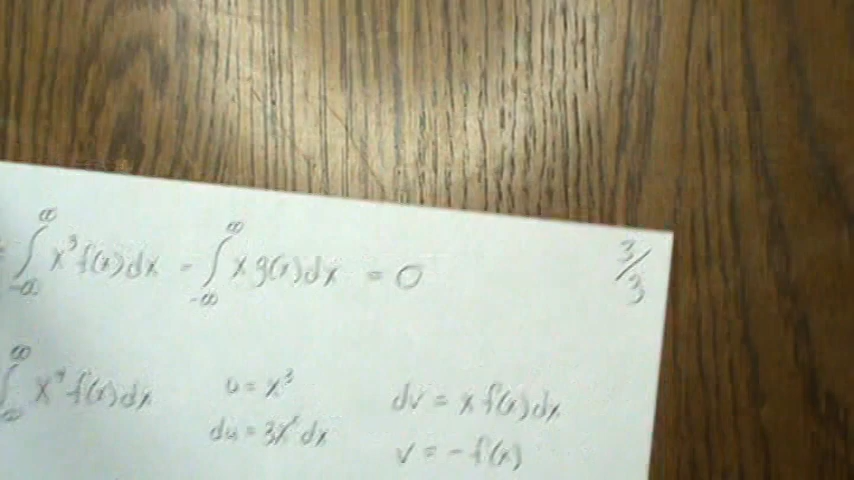 = ∫_{-∞}^{∞} x³f(x)dx - ∫_{-∞}^{∞} x g(x)dx = 0
3/3
∫_{-∞}^{∞} x⁴f(x)dx u = x³ dv = x f(x)dx
du = 3x²dx v = -f(x)